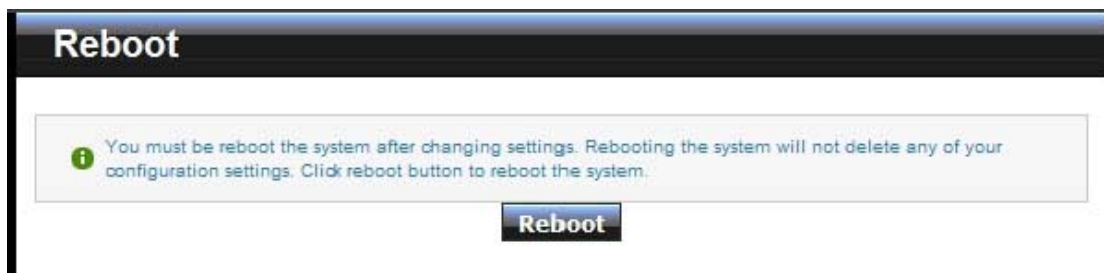 Reboot
You must be reboot the system after changing settings. Rebooting the system will not delete any of your
configuration settings. Click reboot button to reboot the system.
Reboot